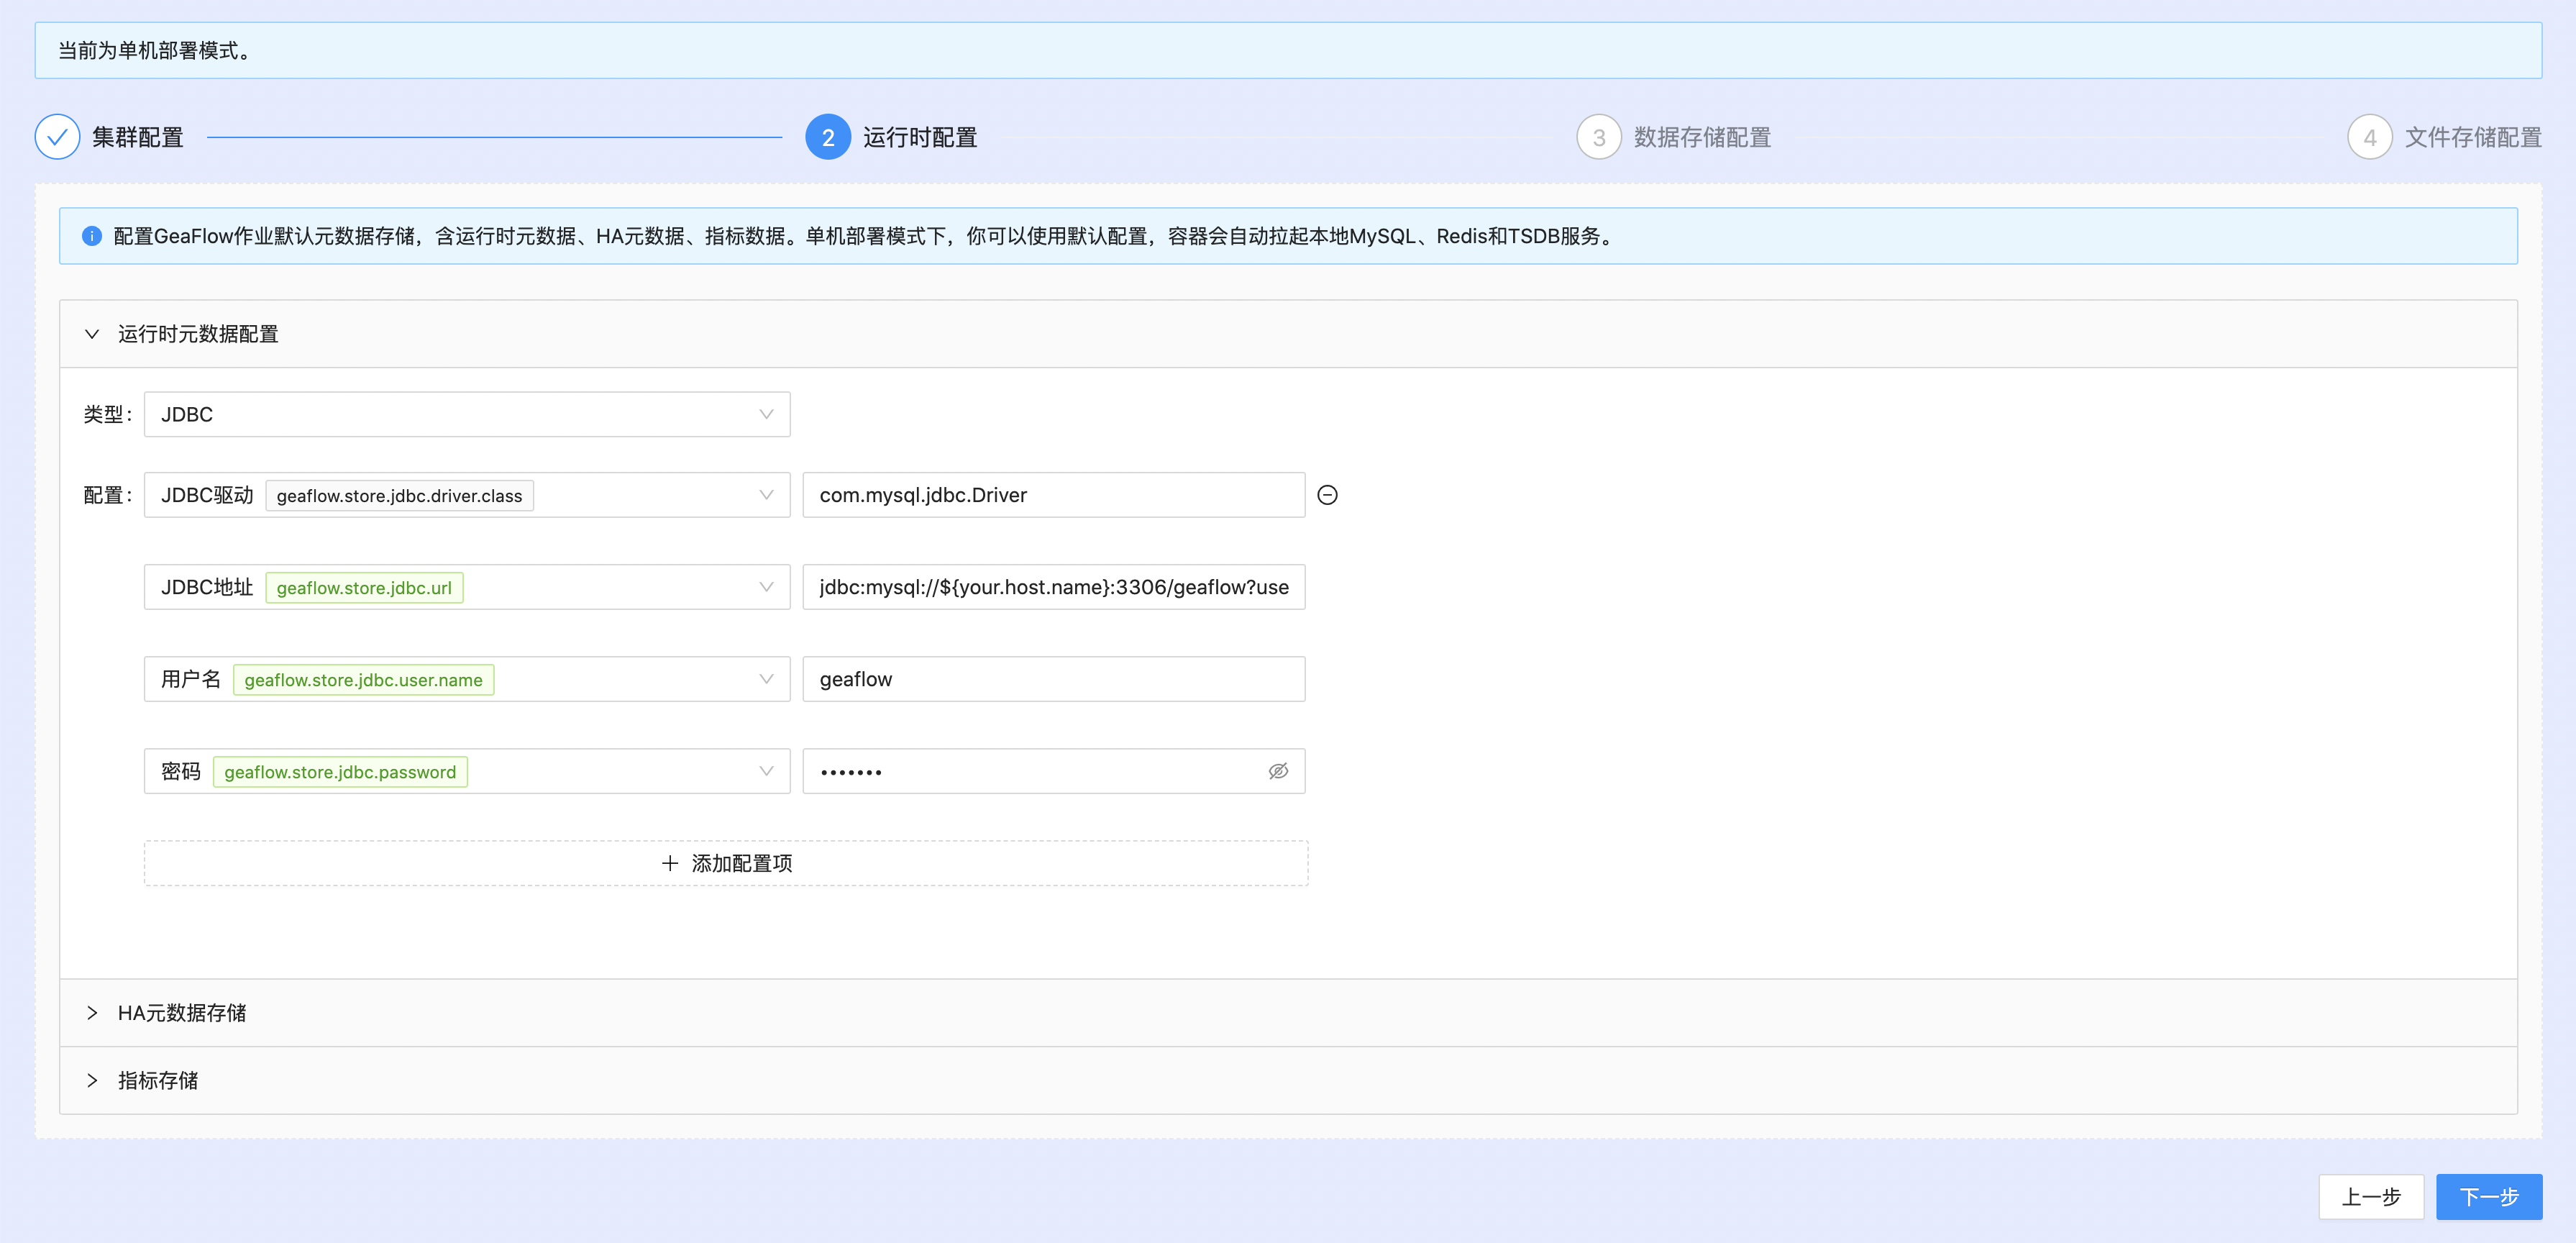 当前为单机部署模式。
集群配置
2 运行时配置
3 数据存储配置
4 文件存储配置
配置GeaFlow作业默认元数据存储，含运行时元数据、HA元数据、指标数据。单机部署模式下，你可以使用默认配置，容器会自动拉起本地MySQL、Redis和TSDB服务。
运行时元数据配置
类型： JDBC
配置： JDBC驱动 geaflow.store.jdbc.driver.class com.mysql.jdbc.Driver
JDBC地址 geaflow.store.jdbc.url jdbc:mysql://${your.host.name}:3306/geaflow?use
用户名 geaflow.store.jdbc.user.name geaflow
密码 geaflow.store.jdbc.password •••••••
+ 添加配置项
HA元数据存储
指标存储
上一步 下一步